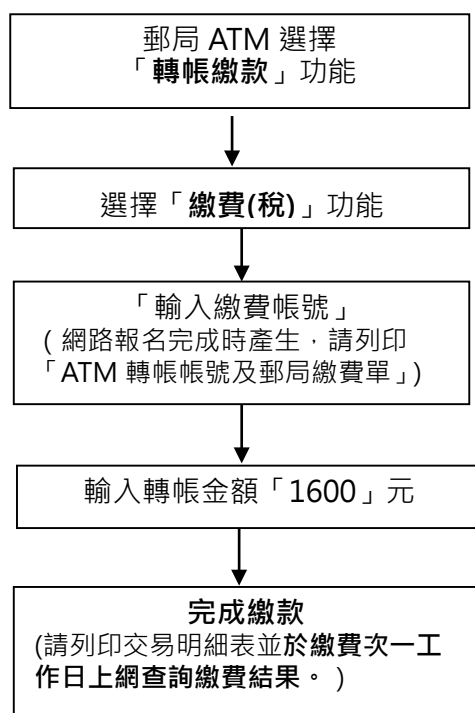 郵局 ATM 選擇
「轉帳繳款」功能
選擇「繳費(稅)」功能
「輸入繳費帳號」
(網路報名完成時產生，請列印
「ATM 轉帳帳號及郵局繳費單」)
輸入轉帳金額「1600」元
完成繳款
(請列印交易明細表並於繳費次一工
作日上網查詢繳費結果。)